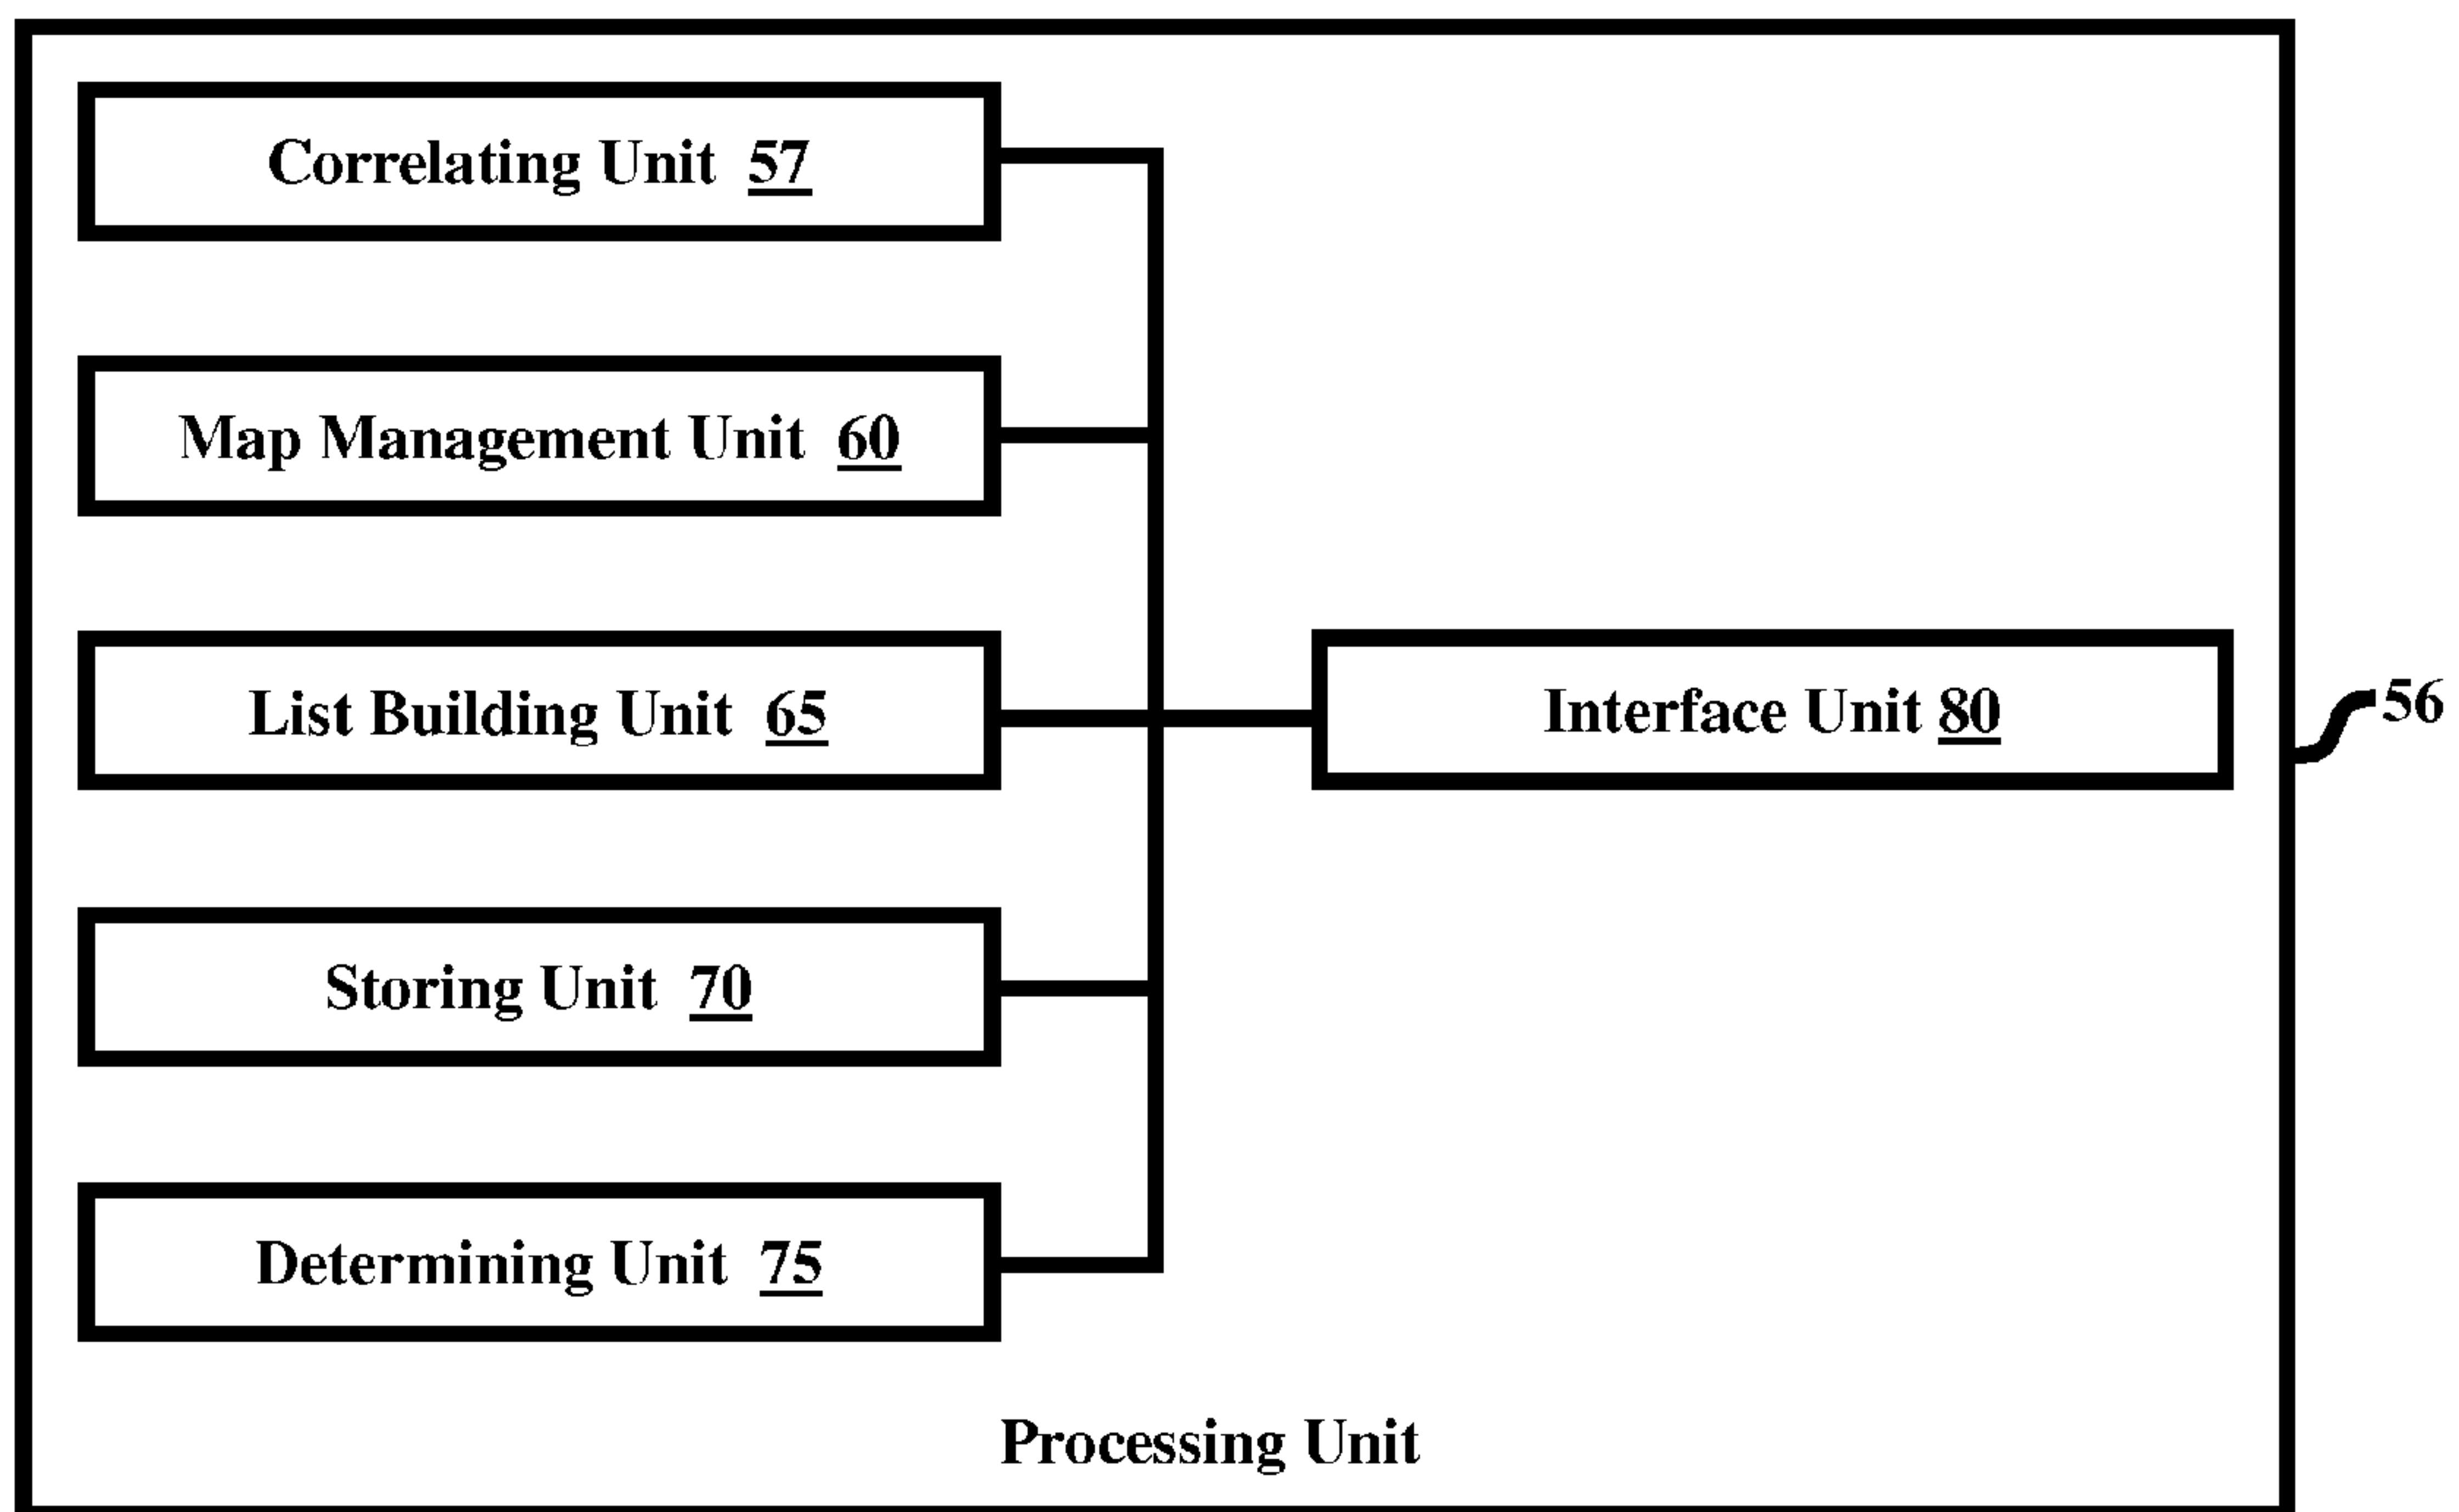 Correlating Unit 57
Map Management Unit 60
List Building Unit 65
Interface Unit 80
56
Storing Unit 70
Determining Unit 75
Processing Unit